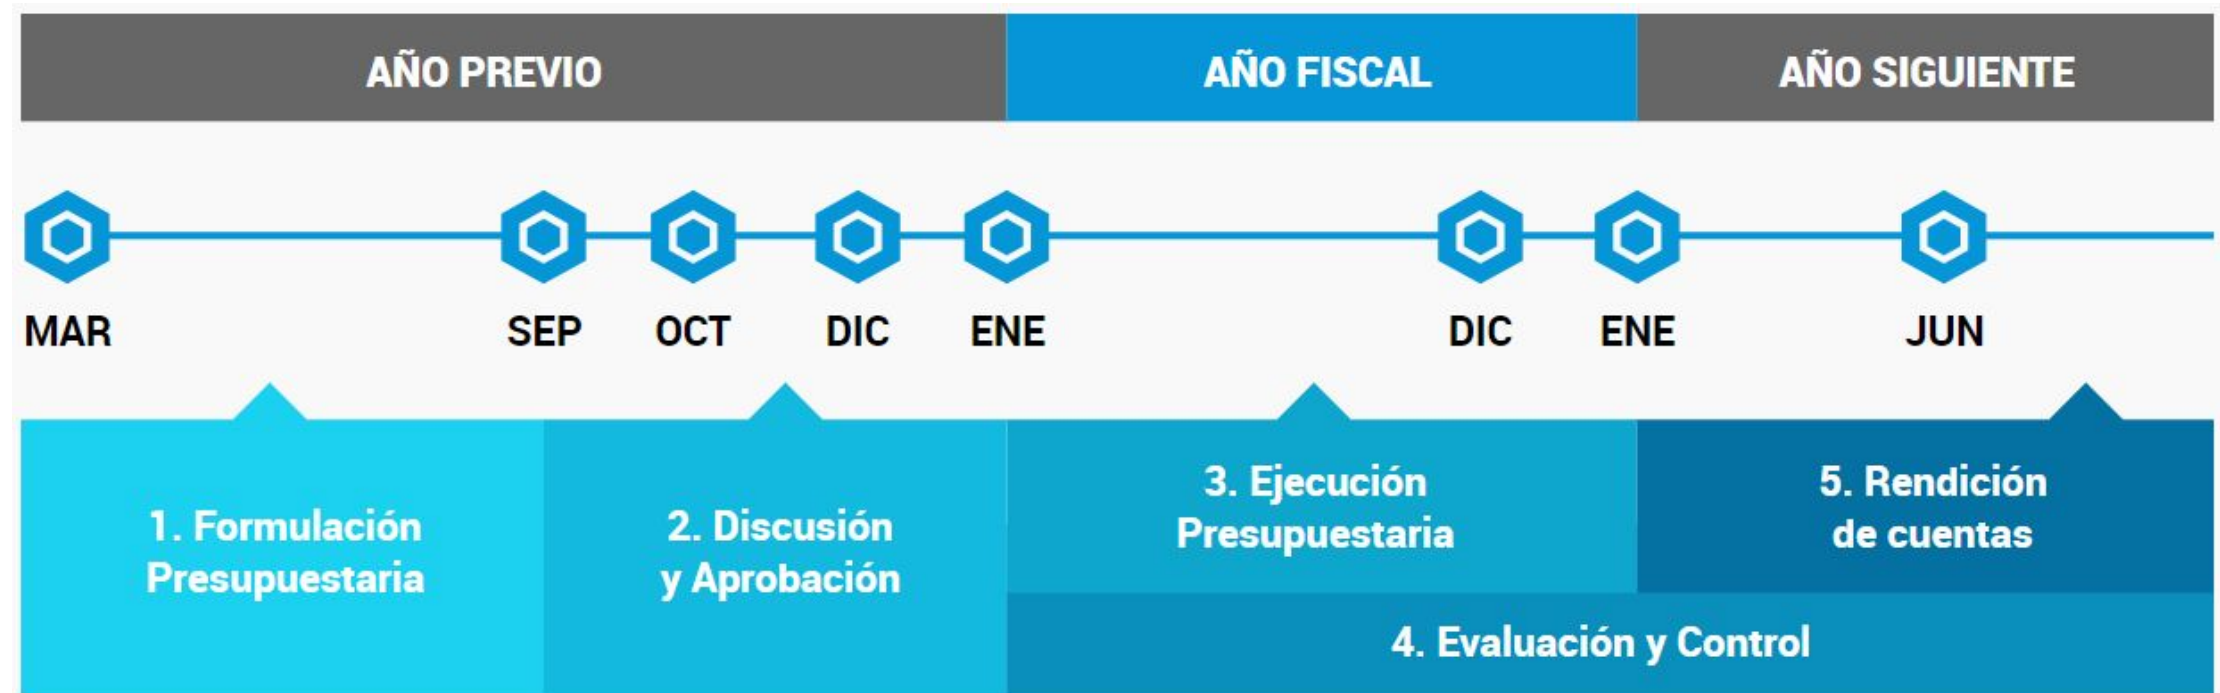 AÑO PREVIO
AÑO FISCAL
AÑO SIGUIENTE
MAR
SEP
OCT
DIC
ENE
DIC
ENE
JUN
1. Formulación
Presupuestaria
2. Discusión
y Aprobación
3. Ejecución
Presupuestaria
5. Rendición
de cuentas
4. Evaluación y Control